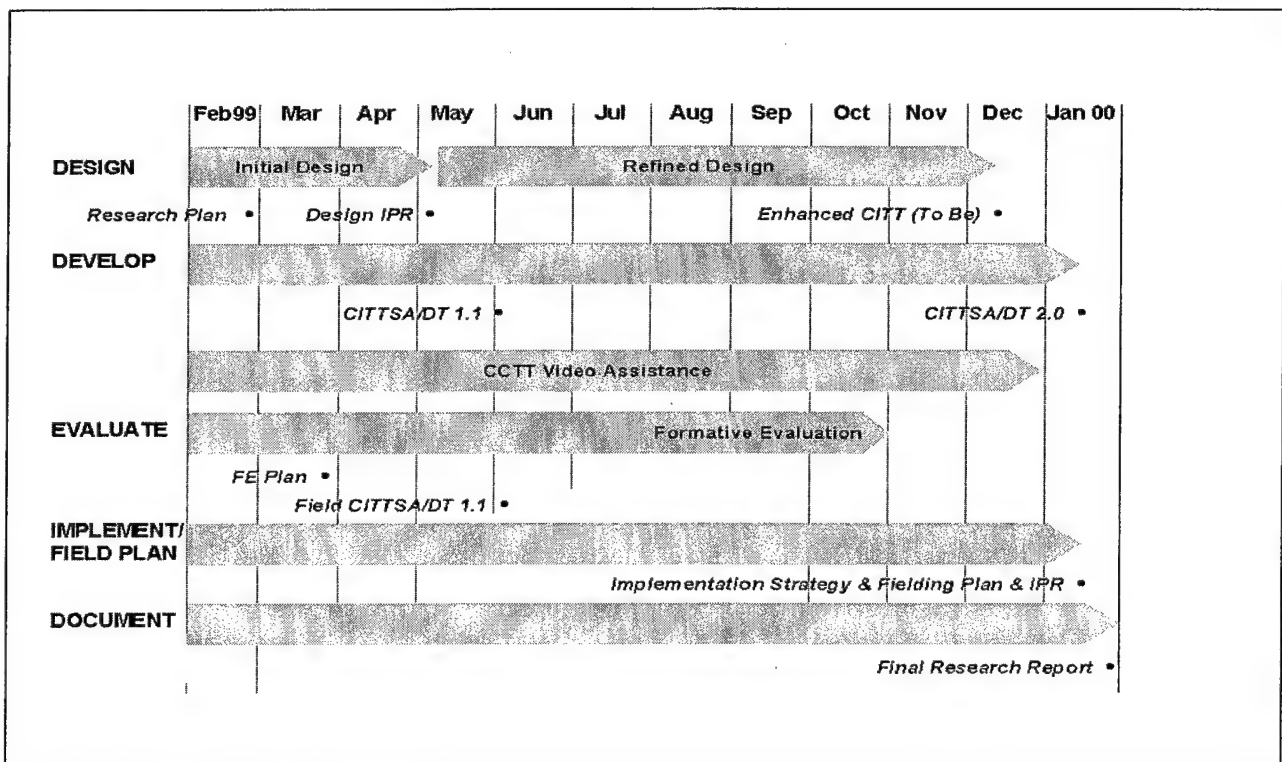 Feb99 Mar Apr May Jun Jul Aug Sep Oct Nov Dec Jan 00
DESIGN Initial Design Refined Design
Research Plan • Design IPR • Enhanced CITT (To Be) •
DEVELOP
CITTSA/DT 1.1 • CITTSA/DT 2.0 •
CCTT Video Assistance
EVALUATE Formative Evaluation
FE Plan •
Field CITTSA/DT 1.1 •
IMPLEMENT/
FIELD PLAN
Implementation Strategy & Fielding Plan & IPR •
DOCUMENT
Final Research Report •